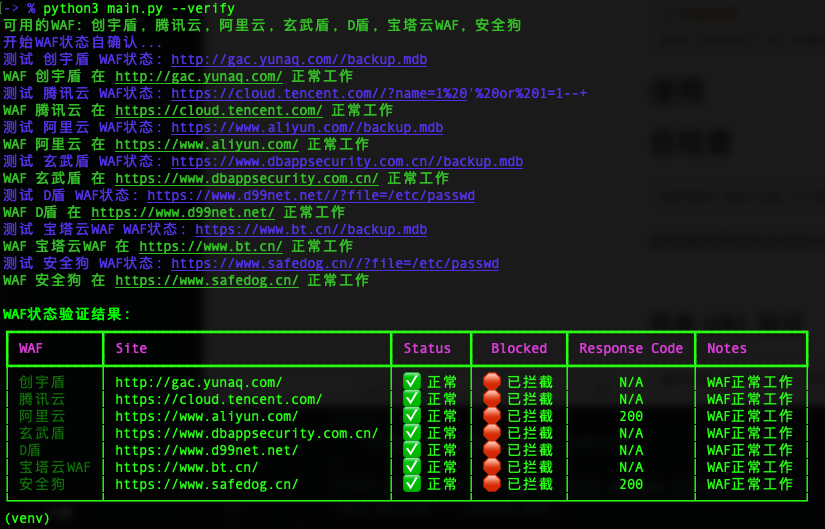 [-> % python3 main.py --verify
可用的WAF: 创宇盾, 腾讯云, 阿里云, 玄武盾, D盾, 宝塔云WAF, 安全狗
开始WAF状态自确认...
测试 创宇盾 WAF状态: http://gac.yunaq.com//backup.mdb
WAF 创宇盾 在 http://gac.yunaq.com/ 正常工作
测试 腾讯云 WAF状态: https://cloud.tencent.com//?name=1%20'%20or%201=1--+
WAF 腾讯云 在 https://cloud.tencent.com/ 正常工作
测试 阿里云 WAF状态: https://www.aliyun.com//backup.mdb
WAF 阿里云 在 https://www.aliyun.com/ 正常工作
测试 玄武盾 WAF状态: https://www.dbappsecurity.com.cn//backup.mdb
WAF 玄武盾 在 https://www.dbappsecurity.com.cn/ 正常工作
测试 D盾 WAF状态: https://www.d99net.net//?file=/etc/passwd
WAF D盾 在 https://www.d99net.net/ 正常工作
测试 宝塔云WAF WAF状态: https://www.bt.cn//backup.mdb
WAF 宝塔云WAF 在 https://www.bt.cn/ 正常工作
测试 安全狗 WAF状态: https://www.safedog.cn//?file=/etc/passwd
WAF 安全狗 在 https://www.safedog.cn/ 正常工作
WAF状态验证结果:
WAF Site Status Blocked Response Code Notes
创宇盾 http://gac.yunaq.com/ ✅ 正常 🛑 已拦截 N/A WAF正常工作
腾讯云 https://cloud.tencent.com/ ✅ 正常 🛑 已拦截 N/A WAF正常工作
阿里云 https://www.aliyun.com/ ✅ 正常 🛑 已拦截 200 WAF正常工作
玄武盾 https://www.dbappsecurity.com.cn/ ✅ 正常 🛑 已拦截 N/A WAF正常工作
D盾 https://www.d99net.net/ ✅ 正常 🛑 已拦截 N/A WAF正常工作
宝塔云WAF https://www.bt.cn/ ✅ 正常 🛑 已拦截 N/A WAF正常工作
安全狗 https://www.safedog.cn/ ✅ 正常 🛑 已拦截 200 WAF正常工作
(venv)